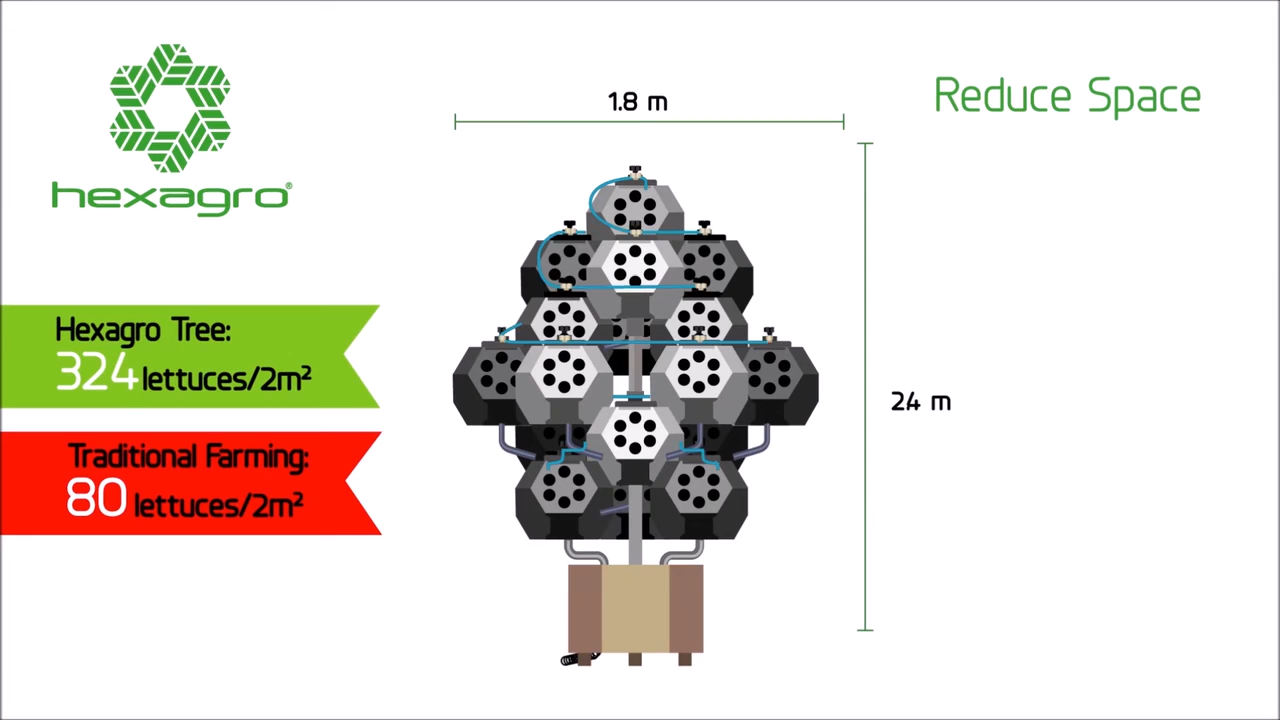 hexagro®
Reduce Space
1.8 m
24 m
Hexagro Tree:
324 lettuces/2m²
Traditional Farming:
80 lettuces/2m²